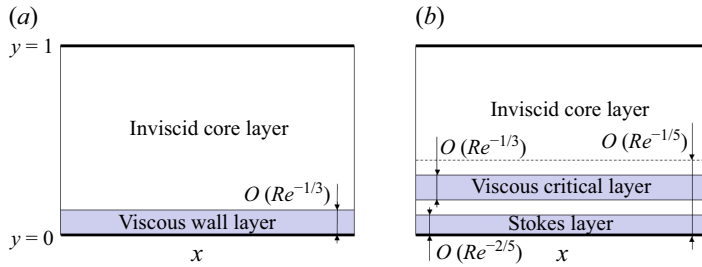 (a)
y = 1
Inviscid core layer
O (Re^{−1/3})
Viscous wall layer
y = 0
x
(b)
Inviscid core layer
O (Re^{−1/3})
O (Re^{−1/5})
Viscous critical layer
Stokes layer
O (Re^{−2/5})
x